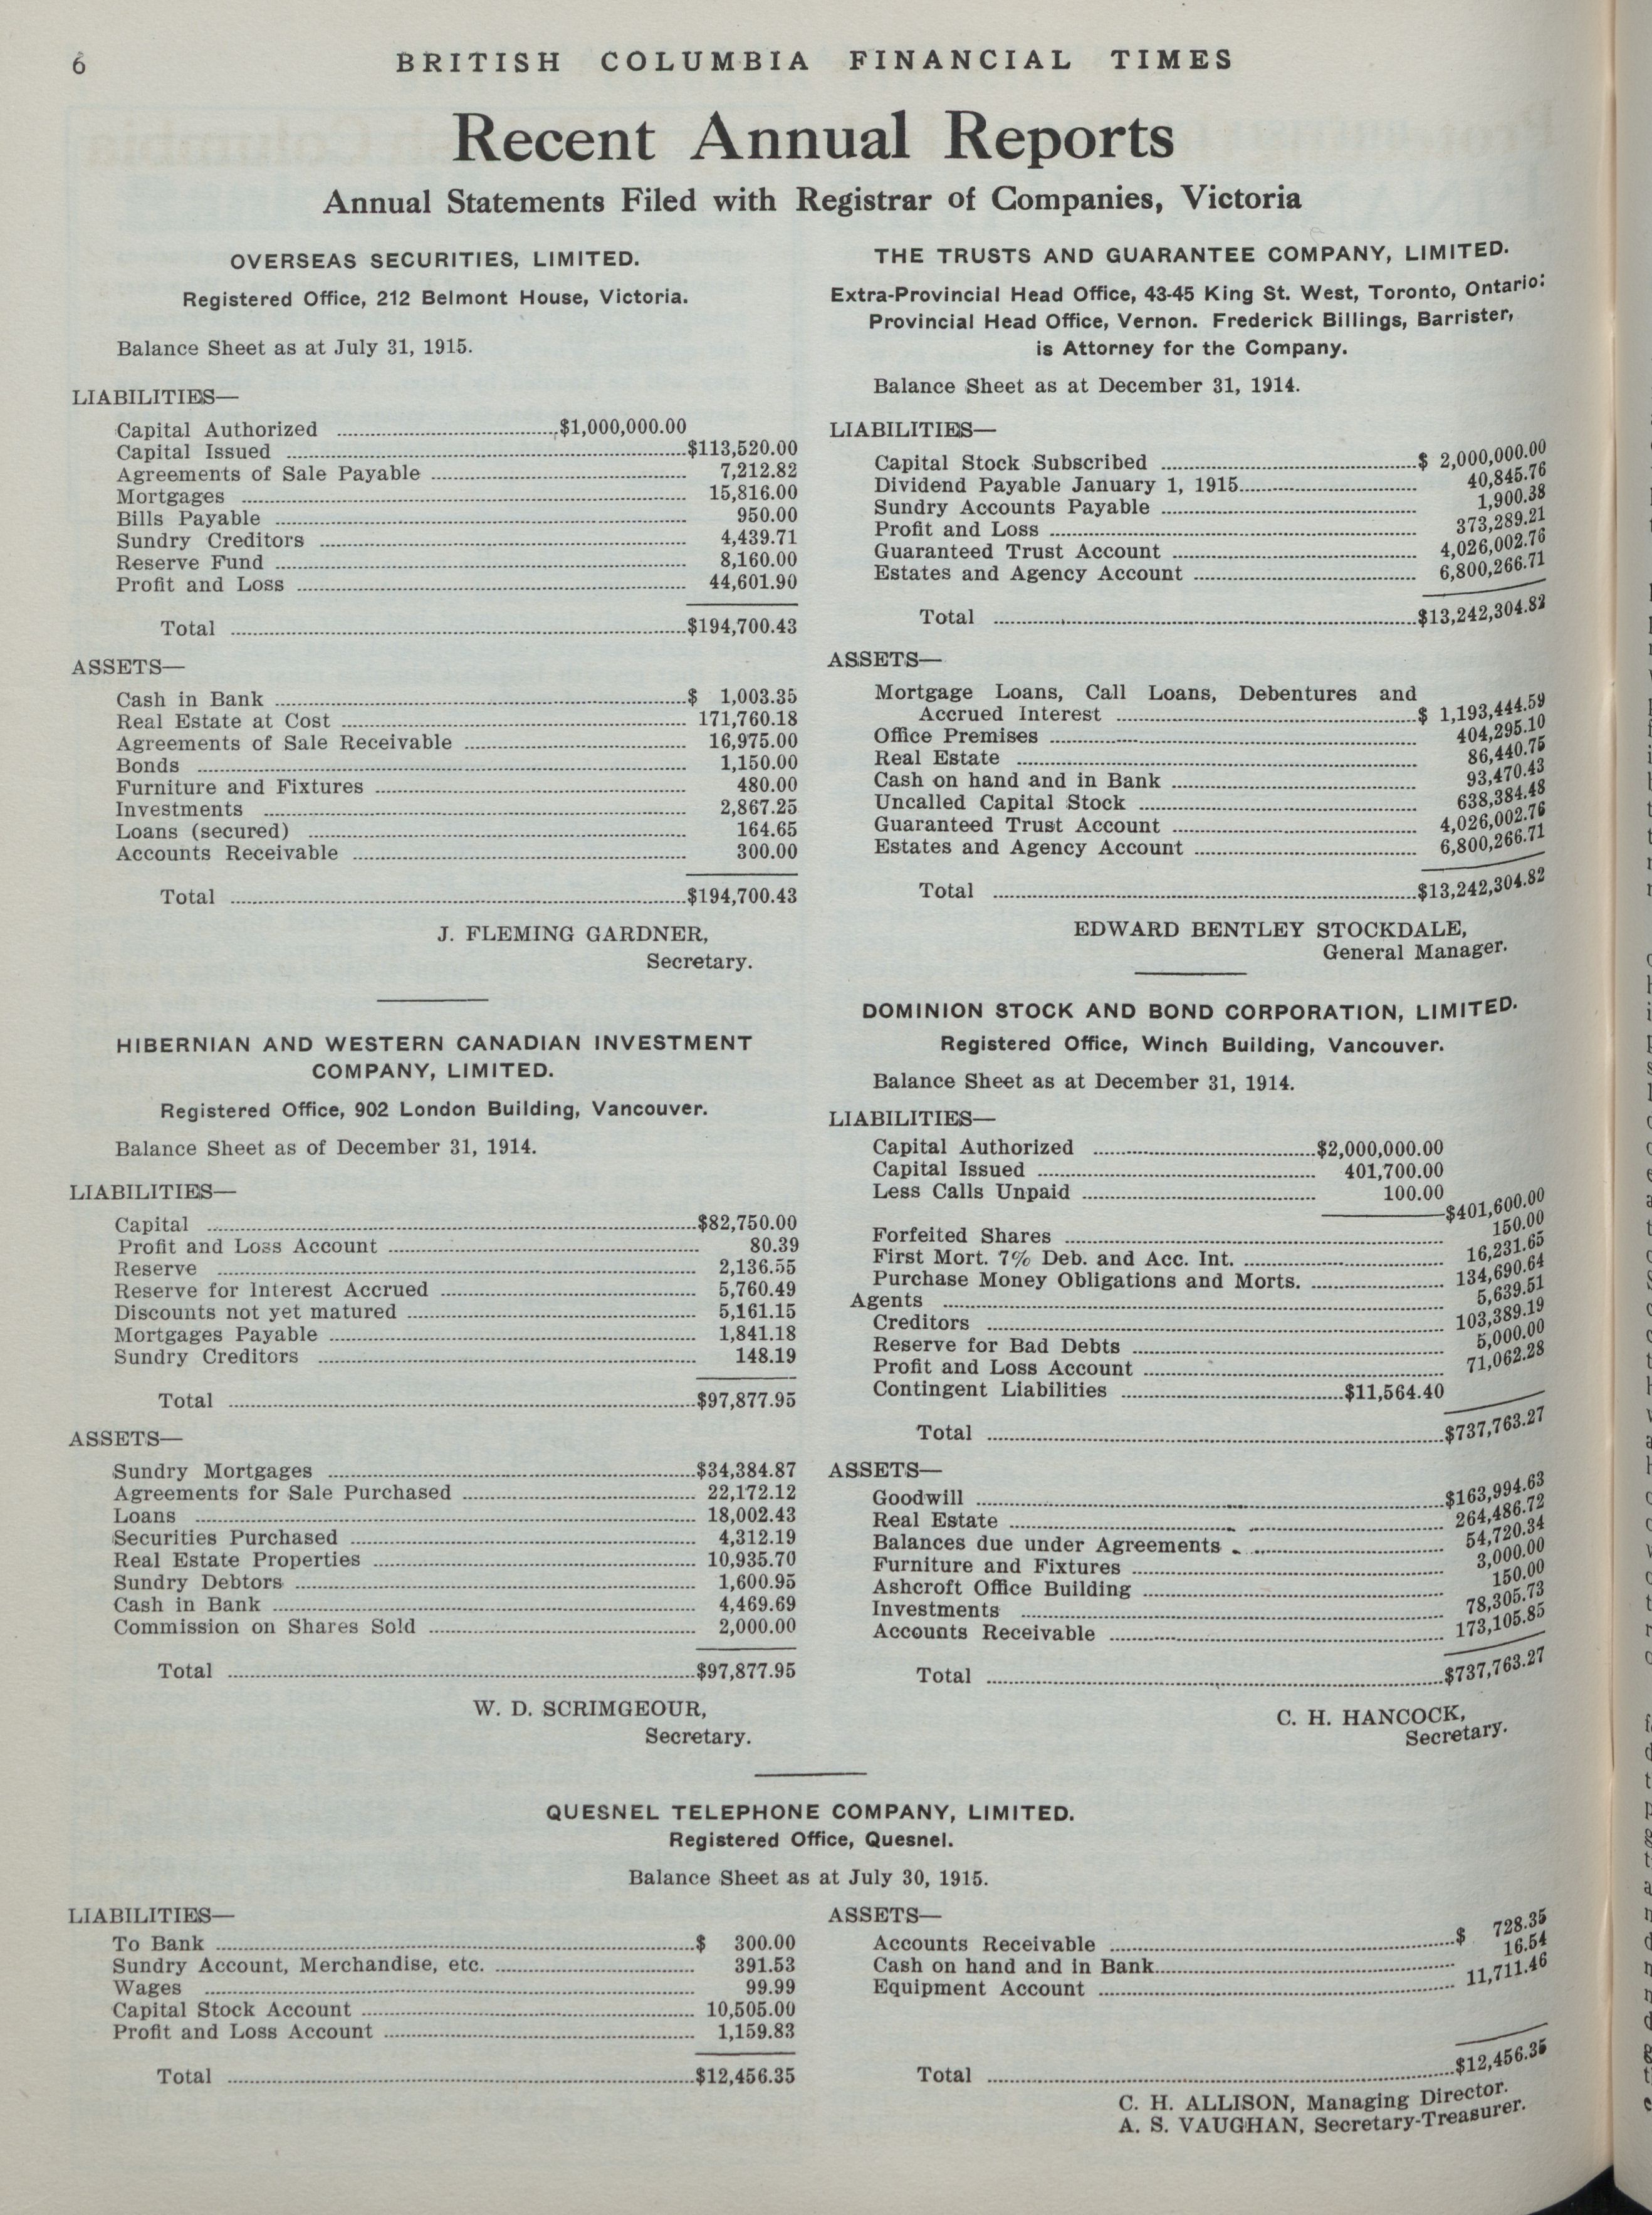 6
BRITISH COLUMBIA FINANCIAL TIMES
Recent Annual Reports
Annual Statements Filed with Registrar of Companies, Victoria
OVERSEAS SECURITIES, LIMITED.
Registered Office, 212 Belmont House, Victoria.
Balance Sheet as at July 31, 1915.
LIABILITIES—
Capital Authorized $1,000,000.00
Capital Issued $113,520.00
Agreements of Sale Payable 7,212.82
Mortgages 15,816.00
Bills Payable 950.00
Sundry Creditors 4,439.71
Reserve Fund 8,160.00
Profit and Loss 44,601.90
Total $194,700.43
ASSETS—
Cash in Bank $ 1,003.35
Real Estate at Cost 171,760.18
Agreements of Sale Receivable 16,975.00
Bonds 1,150.00
Furniture and Fixtures 480.00
Investments 2,867.25
Loans (secured) 164.65
Accounts Receivable 300.00
Total $194,700.43
J. FLEMING GARDNER,
Secretary.
HIBERNIAN AND WESTERN CANADIAN INVESTMENT
COMPANY, LIMITED.
Registered Office, 902 London Building, Vancouver.
Balance Sheet as of December 31, 1914.
LIABILITIES—
Capital $82,750.00
Profit and Loss Account 80.39
Reserve 2,136.55
Reserve for Interest Accrued 5,760.49
Discounts not yet matured 5,161.15
Mortgages Payable 1,841.18
Sundry Creditors 148.19
Total $97,877.95
ASSETS—
Sundry Mortgages $34,384.87
Agreements for Sale Purchased 22,172.12
Loans 18,002.43
Securities Purchased 4,312.19
Real Estate Properties 10,935.70
Sundry Debtors 1,600.95
Cash in Bank 4,469.69
Commission on Shares Sold 2,000.00
Total $97,877.95
W. D. SCRIMGEOUR,
Secretary.
THE TRUSTS AND GUARANTEE COMPANY, LIMITED.
Extra-Provincial Head Office, 43-45 King St. West, Toronto, Ontario:
Provincial Head Office, Vernon. Frederick Billings, Barrister,
is Attorney for the Company.
Balance Sheet as at December 31, 1914.
LIABILITIES—
Capital Stock Subscribed $ 2,000,000.00
Dividend Payable January 1, 1915 40,845.76
Sundry Accounts Payable 1,900.38
Profit and Loss 373,289.21
Guaranteed Trust Account 4,026,002.76
Estates and Agency Account 6,800,266.71
Total $13,242,304.82
ASSETS—
Mortgage Loans, Call Loans, Debentures and
Accrued Interest $ 1,193,444.59
Office Premises 404,295.10
Real Estate 86,440.75
Cash on hand and in Bank 93,470.43
Uncalled Capital Stock 638,384.48
Guaranteed Trust Account 4,026,002.76
Estates and Agency Account 6,800,266.71
Total $13,242,304.82
EDWARD BENTLEY STOCKDALE,
General Manager.
DOMINION STOCK AND BOND CORPORATION, LIMITED.
Registered Office, Winch Building, Vancouver.
Balance Sheet as at December 31, 1914.
LIABILITIES—
Capital Authorized $2,000,000.00
Capital Issued 401,700.00
Less Calls Unpaid 100.00
$401,600.00
Forfeited Shares 150.00
First Mort. 7% Deb. and Acc. Int. 16,231.65
Purchase Money Obligations and Morts. 134,690.64
Agents 5,639.51
Creditors 103,389.19
Reserve for Bad Debts 5,000.00
Profit and Loss Account 71,062.28
Contingent Liabilities $11,564.40
Total $737,763.27
ASSETS—
Goodwill $163,994.63
Real Estate 264,486.72
Balances due under Agreements 54,720.34
Furniture and Fixtures 3,000.00
Ashcroft Office Building 150.00
Investments 78,305.73
Accounts Receivable 173,105.85
Total $737,763.27
C. H. HANCOCK,
Secretary.
QUESNEL TELEPHONE COMPANY, LIMITED.
Registered Office, Quesnel.
Balance Sheet as at July 30, 1915.
LIABILITIES—
To Bank $ 300.00
Sundry Account, Merchandise, etc. 391.53
Wages 99.99
Capital Stock Account 10,505.00
Profit and Loss Account 1,159.83
Total $12,456.35
ASSETS—
Accounts Receivable $ 728.35
Cash on hand and in Bank 16.54
Equipment Account 11,711.46
Total $12,456.35
C. H. ALLISON, Managing Director.
A. S. VAUGHAN, Secretary-Treasurer.